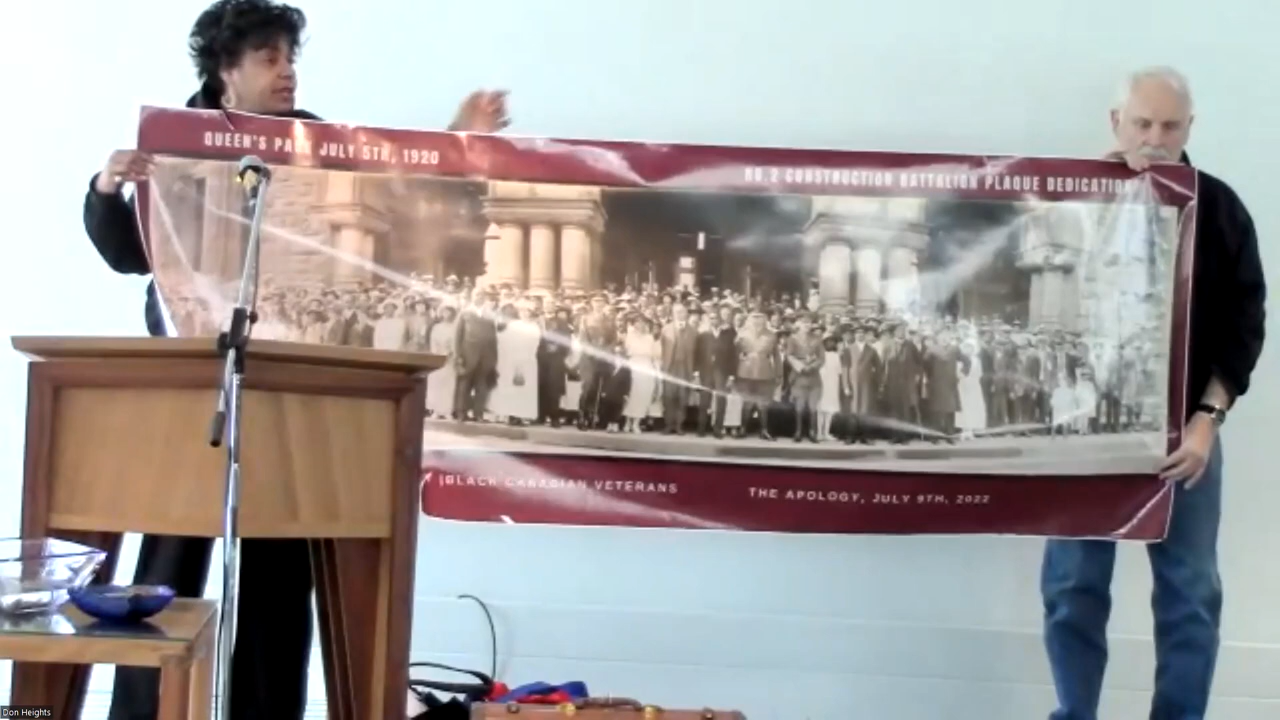 QUEEN'S PARK JULY 5TH, 1920
NO.2 CONSTRUCTION BATTALION PLAQUE DEDICATION
BLACK CANADIAN VETERANS
THE APOLOGY, JULY 9TH, 2022
Don Heights